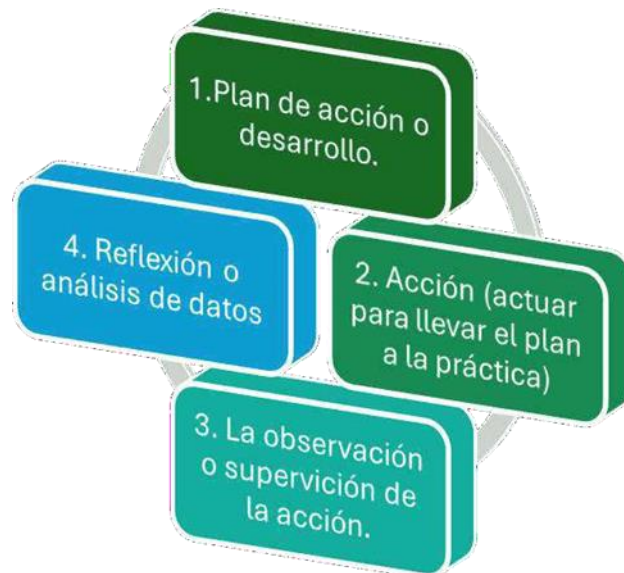 1.Plan de acción o
desarrollo.
2. Acción (actuar
para llevar el plan
a la práctica)
3. La observación
o supervición de
la acción.
4. Reflexión o
análisis de datos